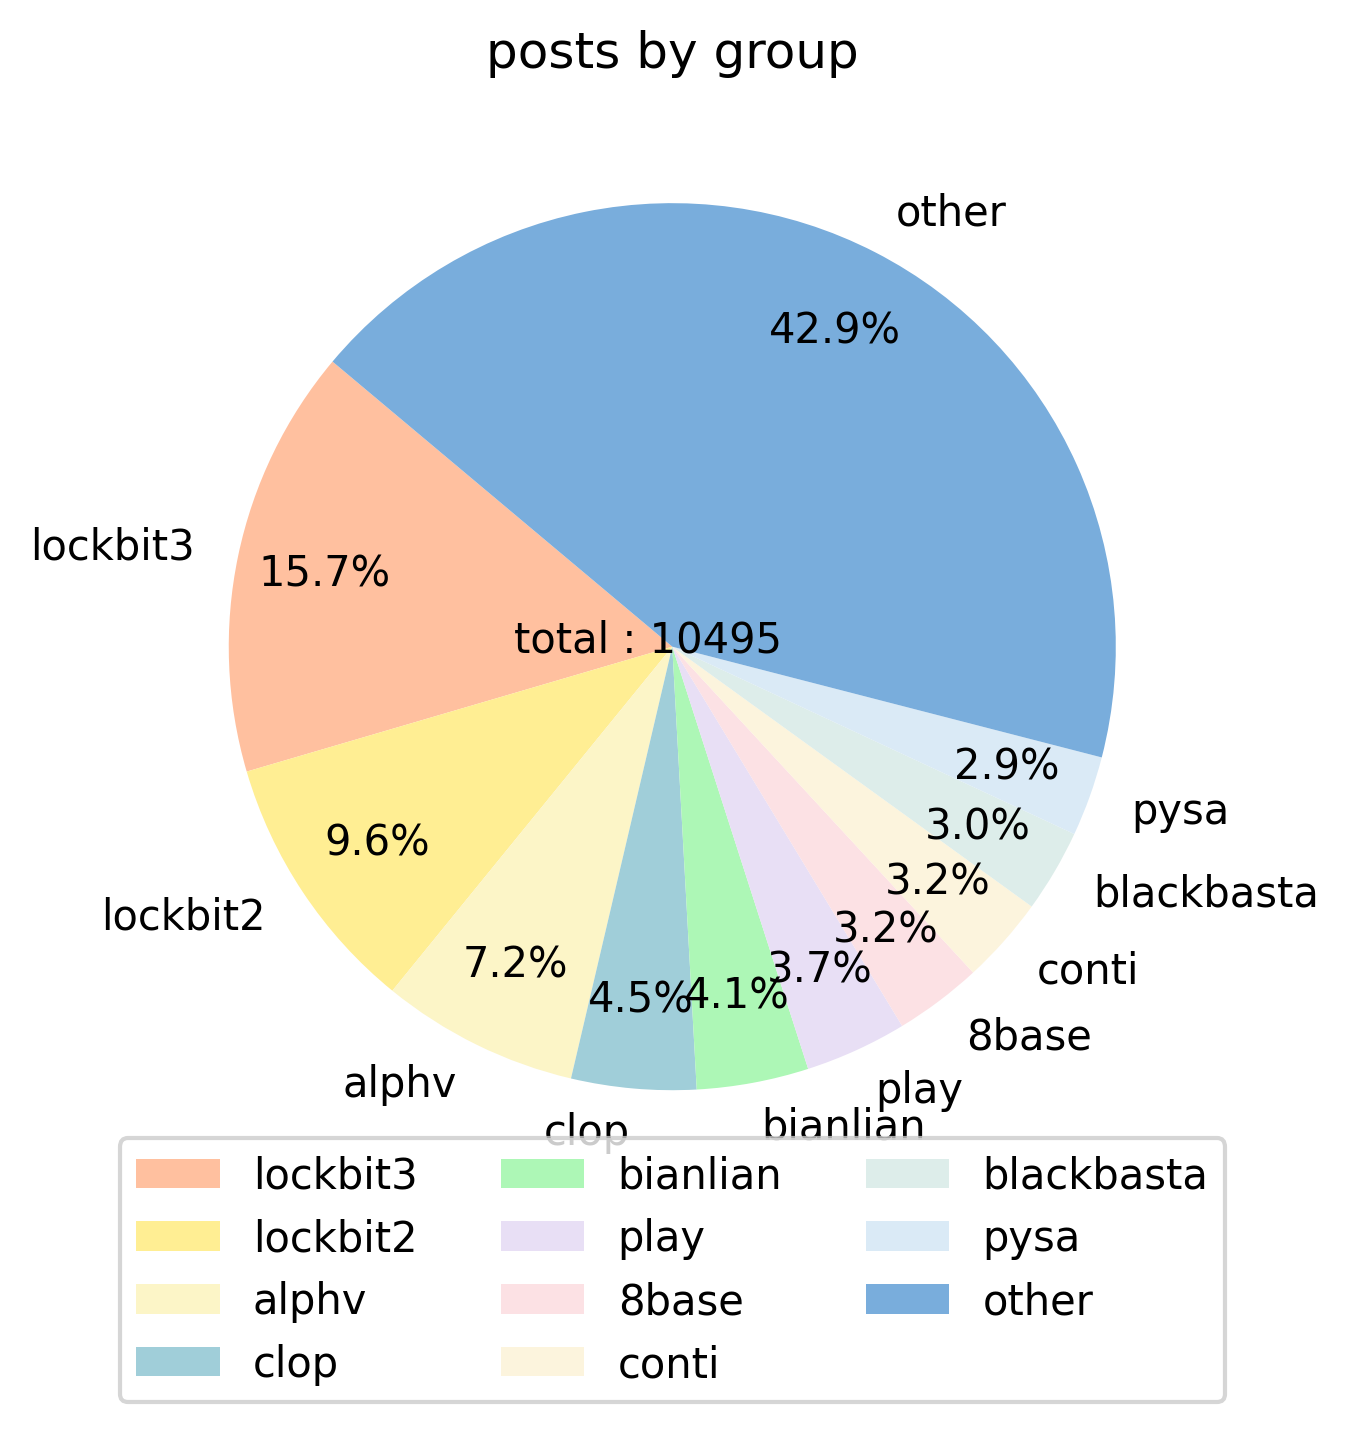 posts by group
other
42.9%
lockbit3
15.7%
total : 10495
2.9%
pysa
3.0%
blackbasta
9.6%
3.2%
lockbit2
3.2%
conti
7.2%
3.7%
4.5%
4.1%
8base
alphv
play
clop
bianlian
lockbit3
lockbit2
alphv
clop
bianlian
play
8base
conti
blackbasta
pysa
other